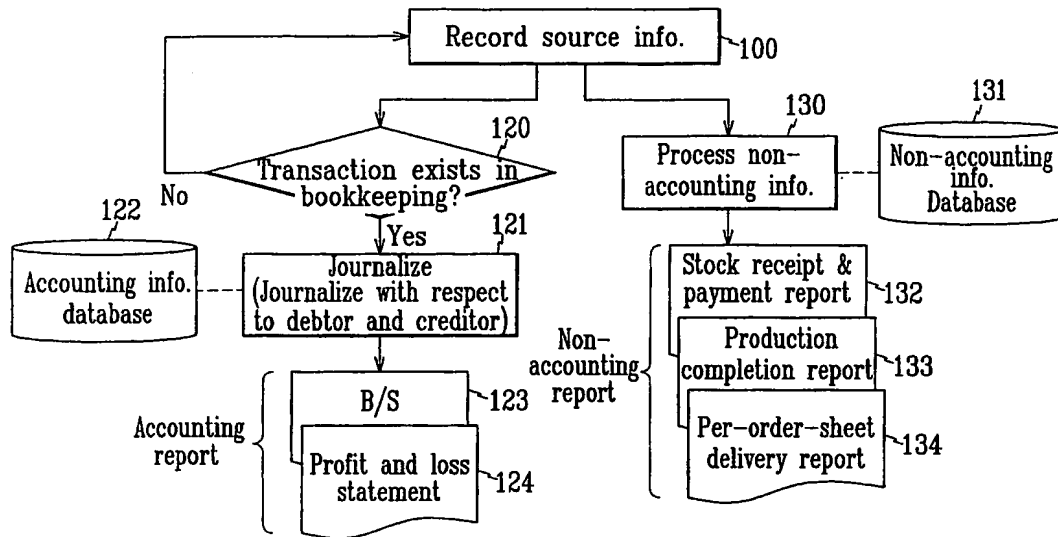 Record source info.
100
120
Transaction exists in
bookkeeping?
No
Yes
130
Process non-
accounting info.
131
Non-accounting
info.
Database
122
Accounting info.
database
121
Journalize
(Journalize with respect
to debtor and creditor)
Accounting
report
B/S
123
Profit and loss
statement
124
Non-
accounting
report
Stock receipt &
payment report
132
Production
completion report
133
Per-order-sheet
delivery report
134